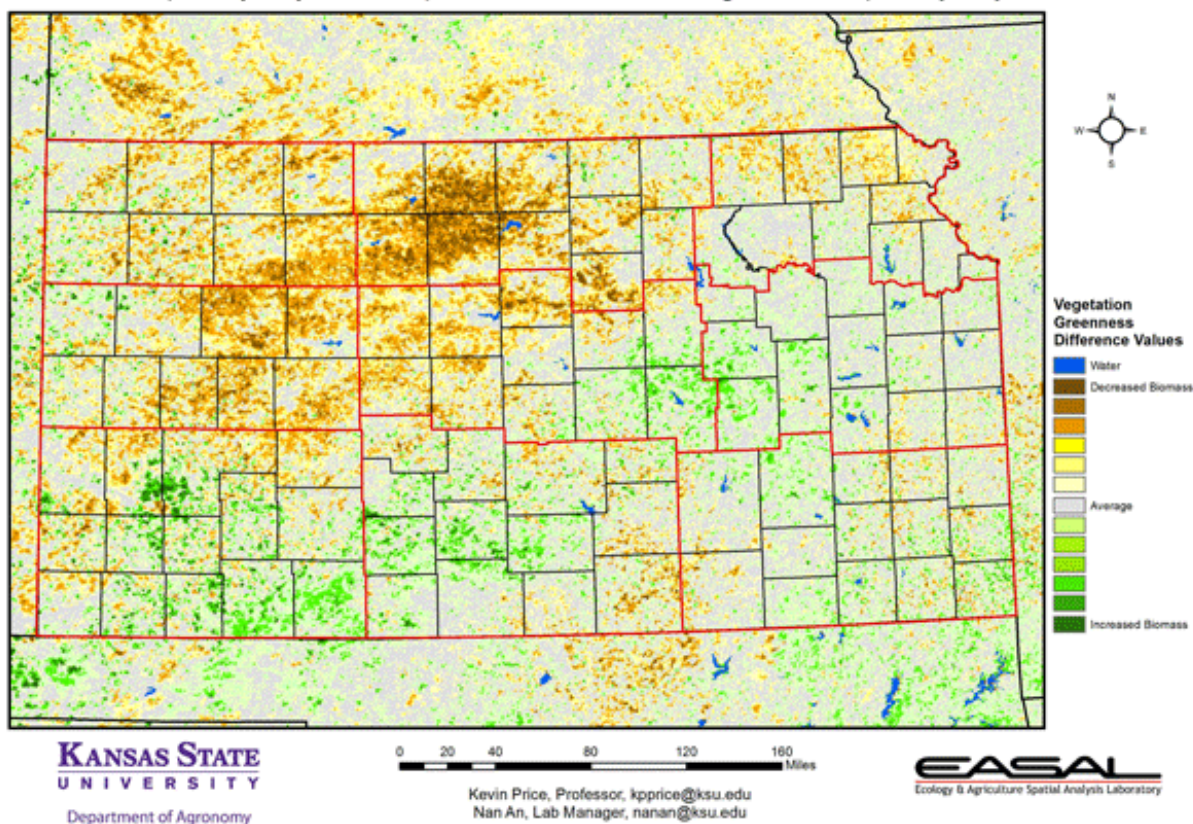 N
W E
S
Vegetation
Greenness
Difference Values
Water
Decreased Biomass
Average
Increased Biomass
KANSAS STATE
UNIVERSITY
Department of Agronomy
0 20 40 80 120 160
Miles
Kevin Price, Professor, kpprice@ksu.edu
Nan An, Lab Manager, nanan@ksu.edu
EASAL
Ecology & Agriculture Spatial Analysis Laboratory